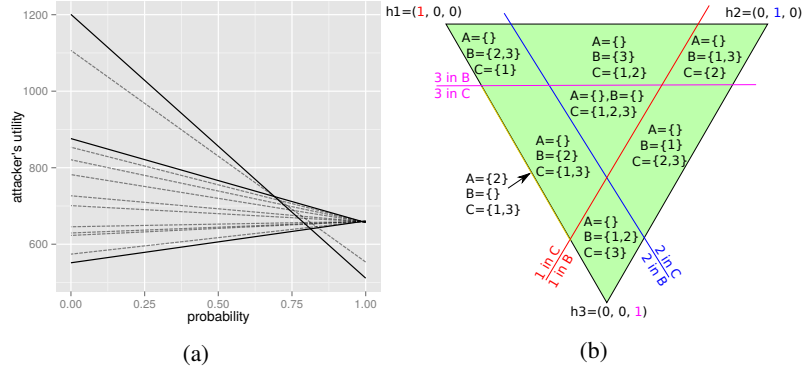 1200
1000
800
600
attacker's utility
0.00 0.25 0.50 0.75 1.00
probability
(a)
h1=(1, 0, 0)
h2=(0, 1, 0)
A={}
B={2,3}
C={1}
A={}
B={3}
C={1,2}
A={}
B={1,3}
C={2}
3 in B
3 in C
A={},B={}
C={1,2,3}
A={}
B={2}
C={1,3}
A={}
B={1}
C={2,3}
A={2}
B={}
C={1,3}
A={}
B={1,2}
C={3}
1 in C
1 in B
2 in C
2 in B
h3=(0, 0, 1)
(b)